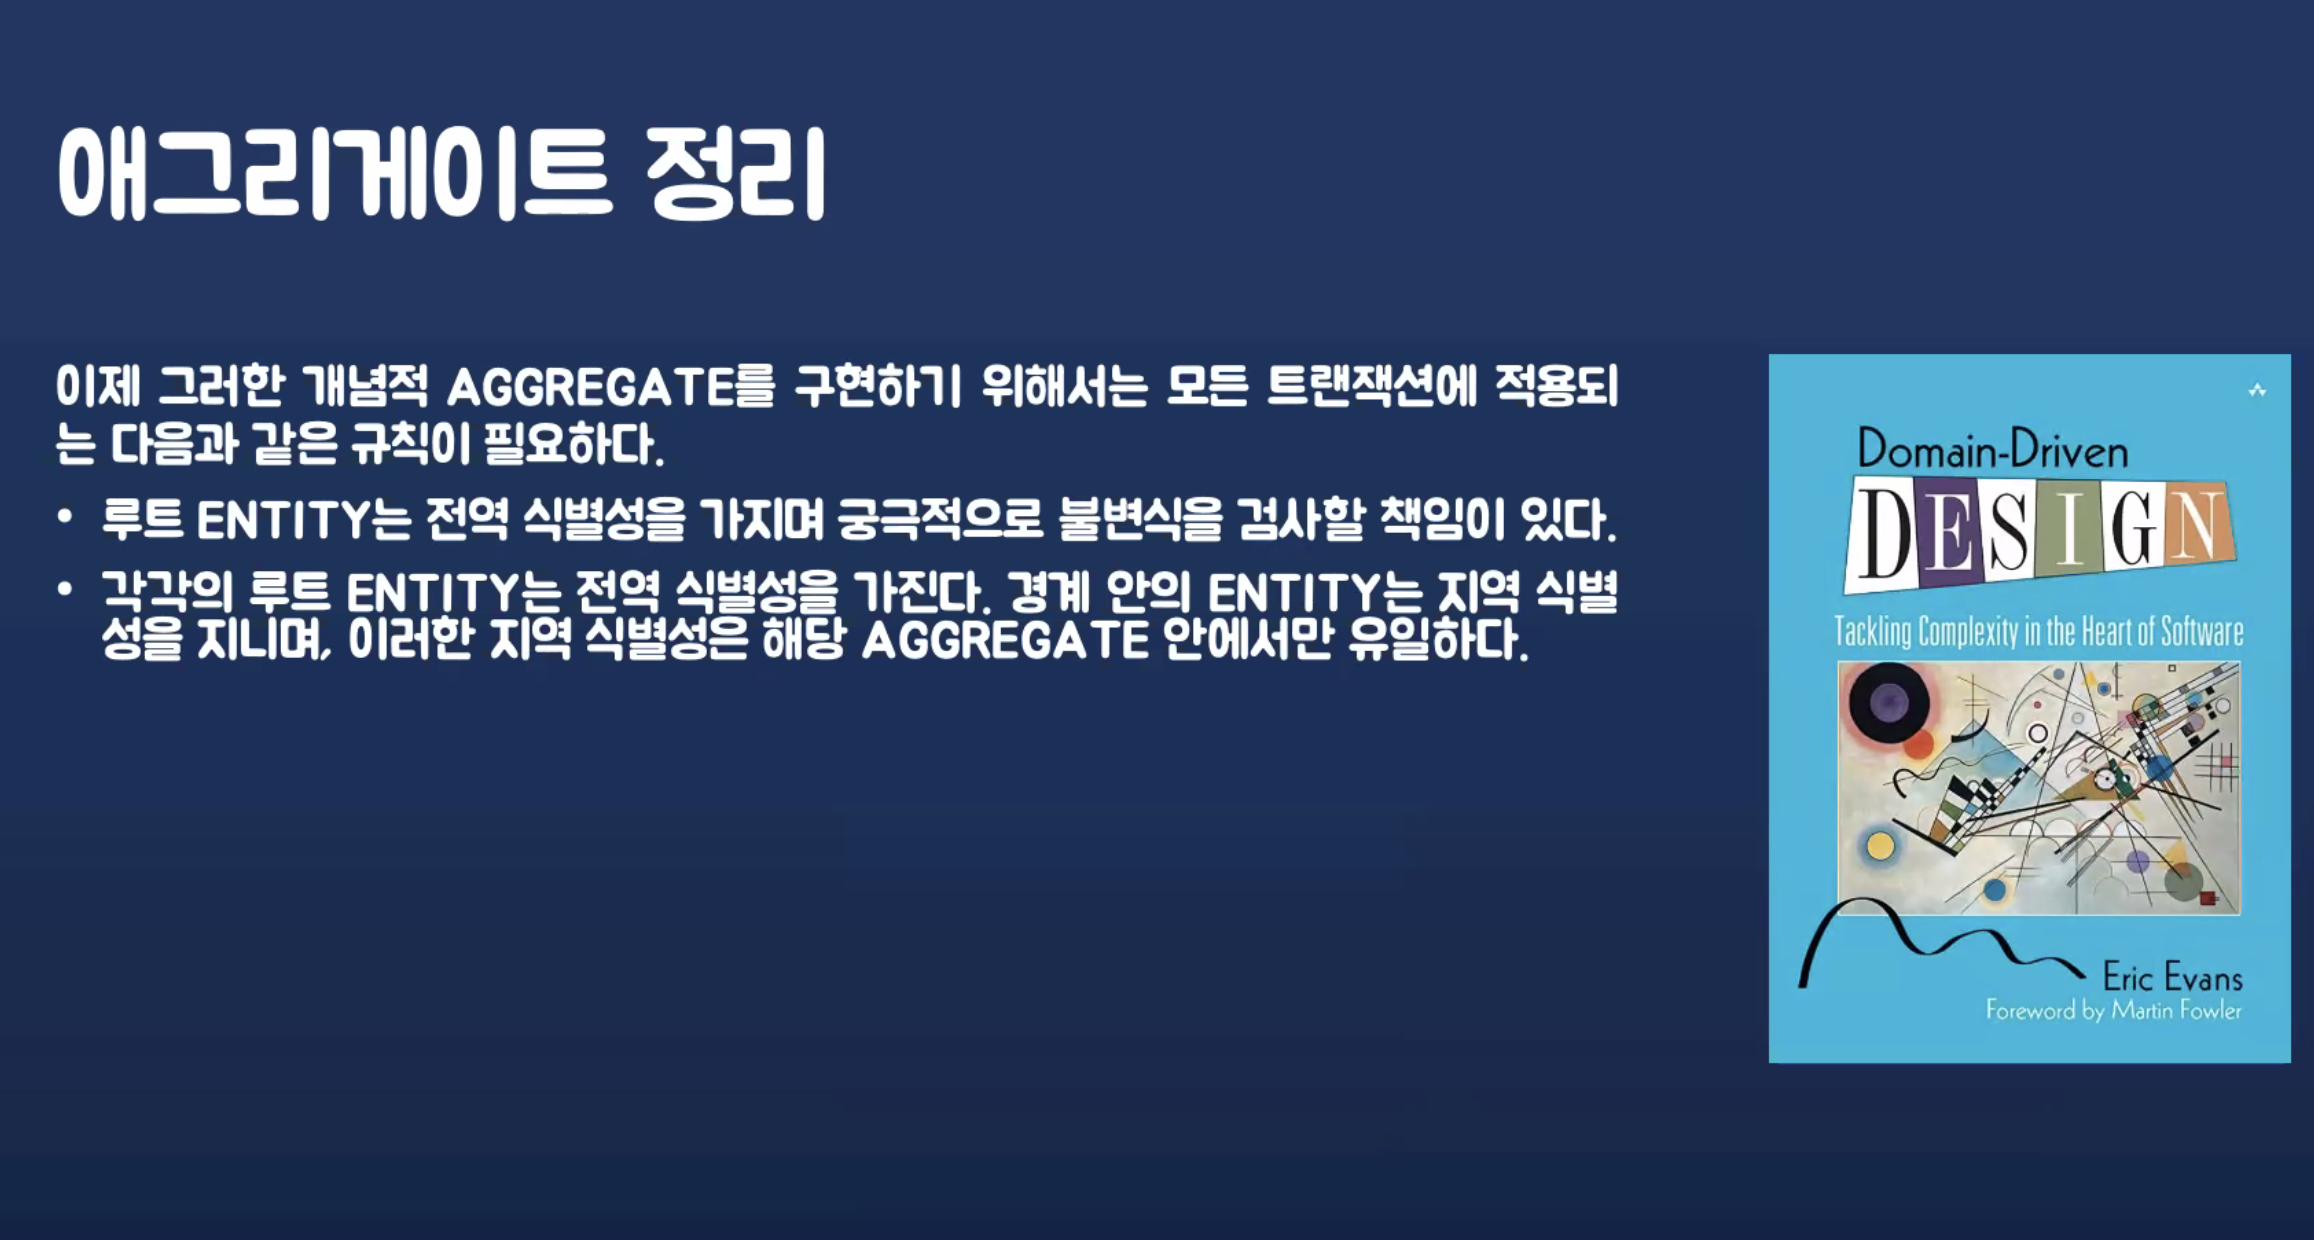 애그리게이트 정리
이제 그러한 개념적 AGGREGATE를 구현하기 위해서는 모든 트랜잭션에 적용되
는 다음과 같은 규칙이 필요하다.
• 루트 ENTITY는 전역 식별성을 가지며 궁극적으로 불변식을 검사할 책임이 있다.
• 각각의 루트 ENTITY는 전역 식별성을 가진다. 경계 안의 ENTITY는 지역 식별
성을 지니며, 이러한 지역 식별성은 해당 AGGREGATE 안에서만 유일하다.
Domain-Driven
DESIGN
Tackling Complexity in the Heart of Software
Eric Evans
Foreword by Martin Fowler